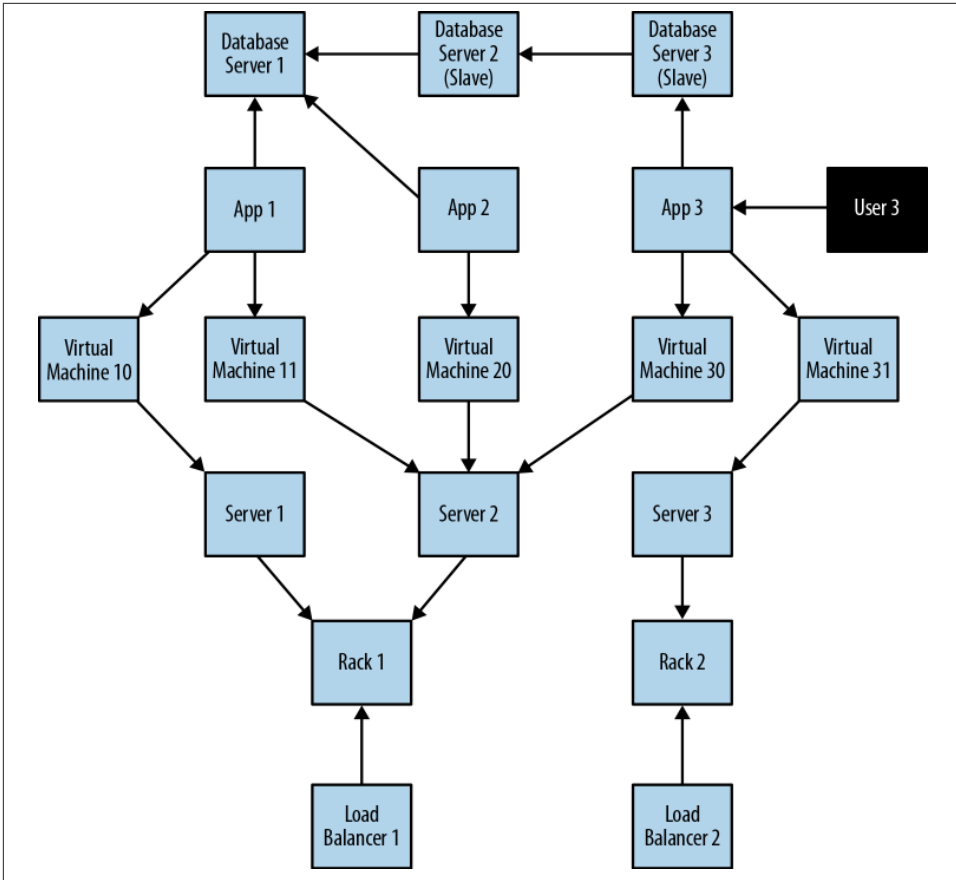 Database
Server 1
Database
Server 2
(Slave)
Database
Server 3
(Slave)
App 1
App 2
App 3
User 3
Virtual
Machine 10
Virtual
Machine 11
Virtual
Machine 20
Virtual
Machine 30
Virtual
Machine 31
Server 1
Server 2
Server 3
Rack 1
Rack 2
Load
Balancer 1
Load
Balancer 2